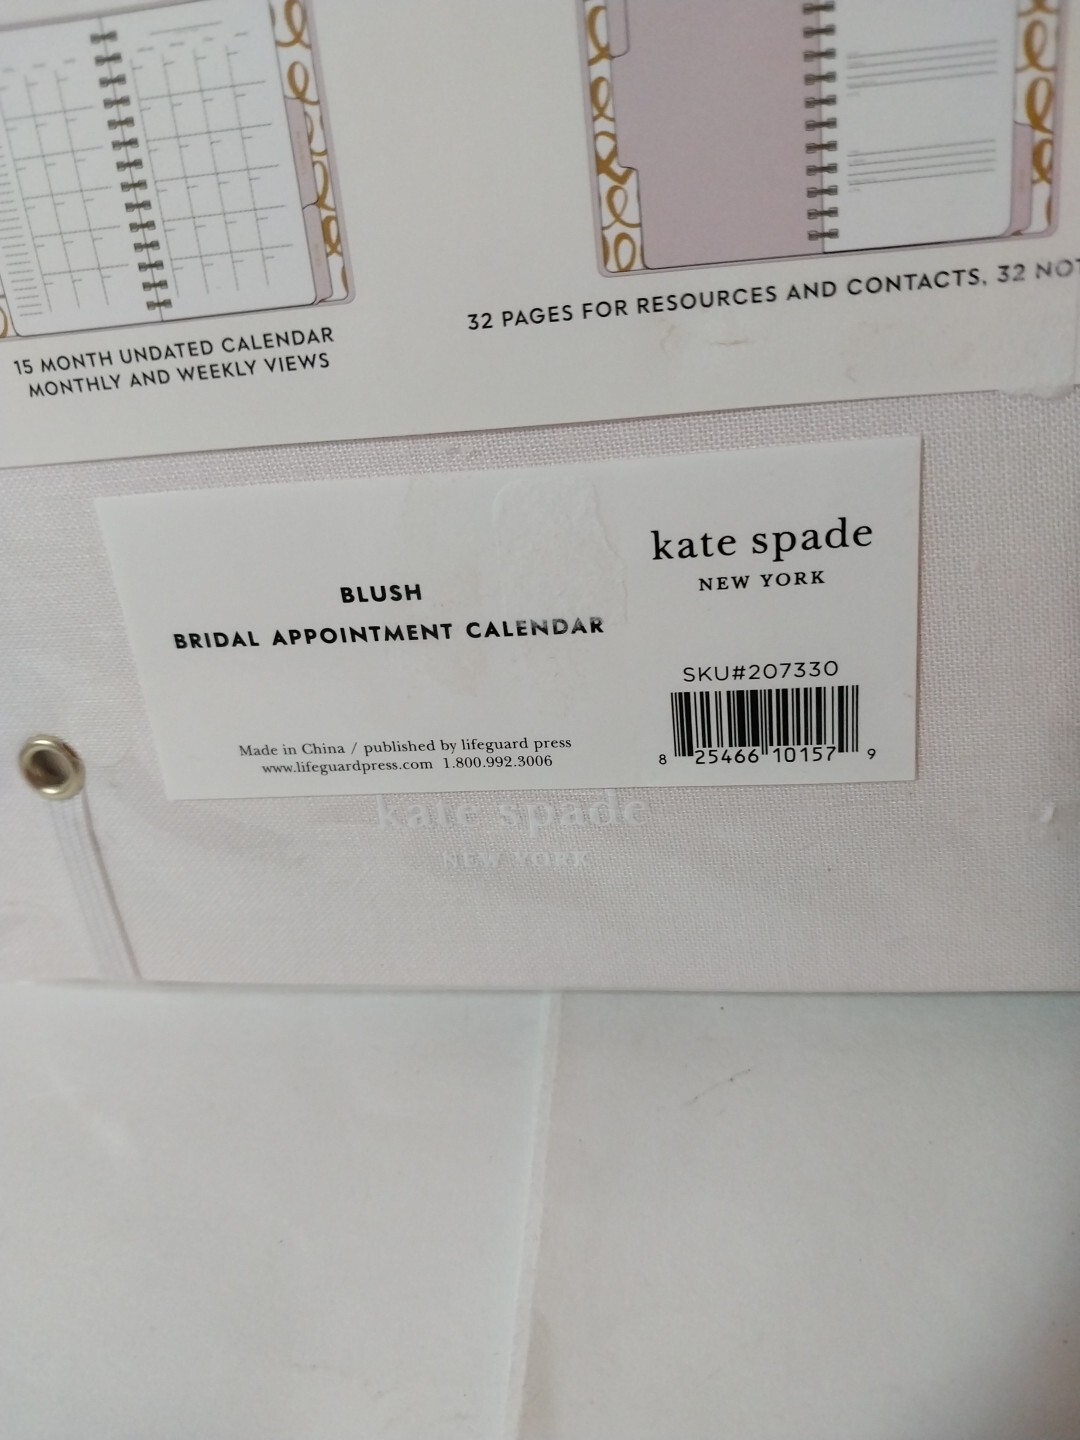 15 MONTH UNDATED CALENDAR
MONTHLY AND WEEKLY VIEWS
32 PAGES FOR RESOURCES AND CONTACTS, 32
BLUSH
BRIDAL APPOINTMENT CALENDAR
kate spade
NEW YORK
SKU#207330
8 25466 10157 9
Made in China / published by lifeguard press
www.lifeguardpress.com 1.800.992.3006
kate spade
NEW YORK